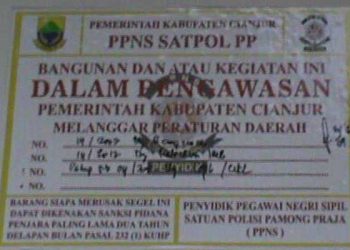 PEMERINTAH KABUPATEN CIANJUR
PPNS SATPOL PP
BANGUNAN DAN ATAU KEGIATAN INI
DALAM PENGAWASAN
PEMERINTAH KABUPATEN CIANJUR
MELANGGAR PERATURAN DAERAH
NO.
NO.
NO.
PENYIDIK
BARANG SIAPA MERUSAK SEGEL INI
DAPAT DIKENAKAN SANKSI PIDANA
PENJARA PALING LAMA DUA TAHUN
DELAPAN BULAN PASAL 232 (1) KUHP
PENYIDIK PEGAWAI NEGRI SIPIL
SATUAN POLISI PAMONG PRAJA
( PPNS )